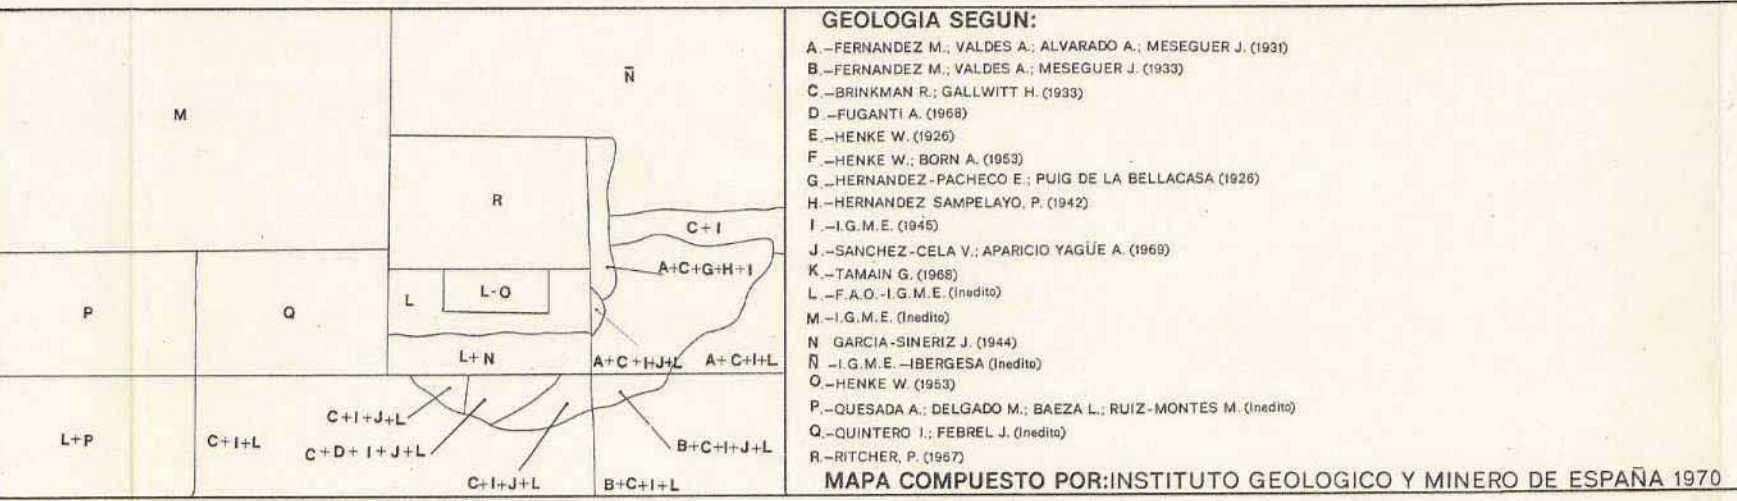 M
N̄
R
C+I
A+C+G+H+I
L
L-O
P
Q
L+N
A+C+I+J+L
A+C+I+L
C+I+J+L
L+P
C+I+L
C+D+I+J+L
B+C+I+J+L
C+I+J+L
B+C+I+L
GEOLOGIA SEGUN:
A.-FERNANDEZ M.; VALDES A.; ALVARADO A.; MESEGUER J. (1931)
B.-FERNANDEZ M.; VALDES A.; MESEGUER J. (1933)
C.-BRINKMAN R.; GALLWITT H. (1933)
D.-FUGANTI A. (1968)
E.-HENKE W. (1926)
F.-HENKE W.; BORN A. (1953)
G.-HERNANDEZ-PACHECO E.; PUIG DE LA BELLACASA (1926)
H.-HERNANDEZ SAMPELAYO, P. (1942)
I.-I.G.M.E. (1945)
J.-SANCHEZ-CELA V.; APARICIO YAGÜE A. (1969)
K.-TAMAIN G. (1968)
L.-F.A.O.-I.G.M.E. (Inedito)
M.-I.G.M.E. (Inedito)
N GARCIA-SINERIZ J. (1944)
N̄ -I.G.M.E.-IBERGESA (Inedito)
O.-HENKE W. (1953)
P.-QUESADA A.; DELGADO M.; BAEZA L.; RUIZ-MONTES M. (Inedito)
Q.-QUINTERO I.; FEBREL J. (Inedito)
R.-RITCHER, P. (1967)
MAPA COMPUESTO POR:INSTITUTO GEOLOGICO Y MINERO DE ESPAÑA 1970